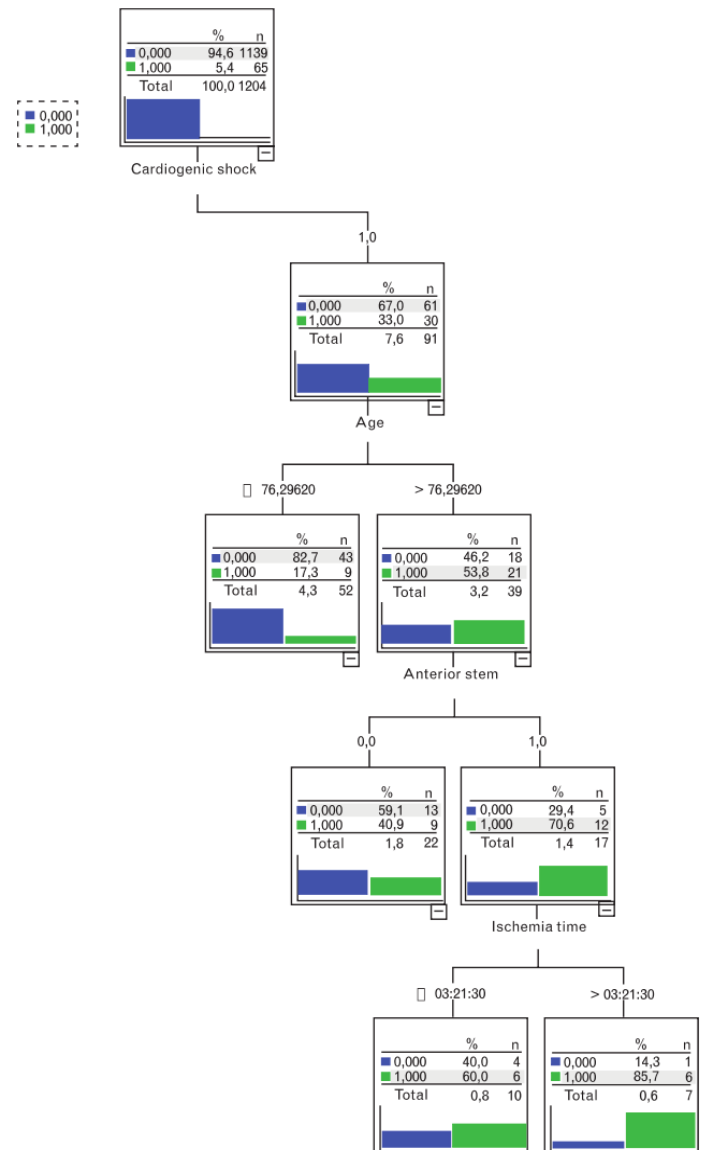 % n
0,000 94,6 1139
1,000 5,4 65
Total 100,0 1204
0,000
1,000
Cardiogenic shock
1,0
% n
0,000 67,0 61
1,000 33,0 30
Total 7,6 91
Age
▯ 76,29620
> 76,29620
% n
0,000 82,7 43
1,000 17,3 9
Total 4,3 52
% n
0,000 46,2 18
1,000 53,8 21
Total 3,2 39
Anterior stem
0,0
1,0
% n
0,000 59,1 13
1,000 40,9 9
Total 1,8 22
% n
0,000 29,4 5
1,000 70,6 12
Total 1,4 17
Ischemia time
▯ 03:21:30
> 03:21:30
% n
0,000 40,0 4
1,000 60,0 6
Total 0,8 10
% n
0,000 14,3 1
1,000 85,7 6
Total 0,6 7